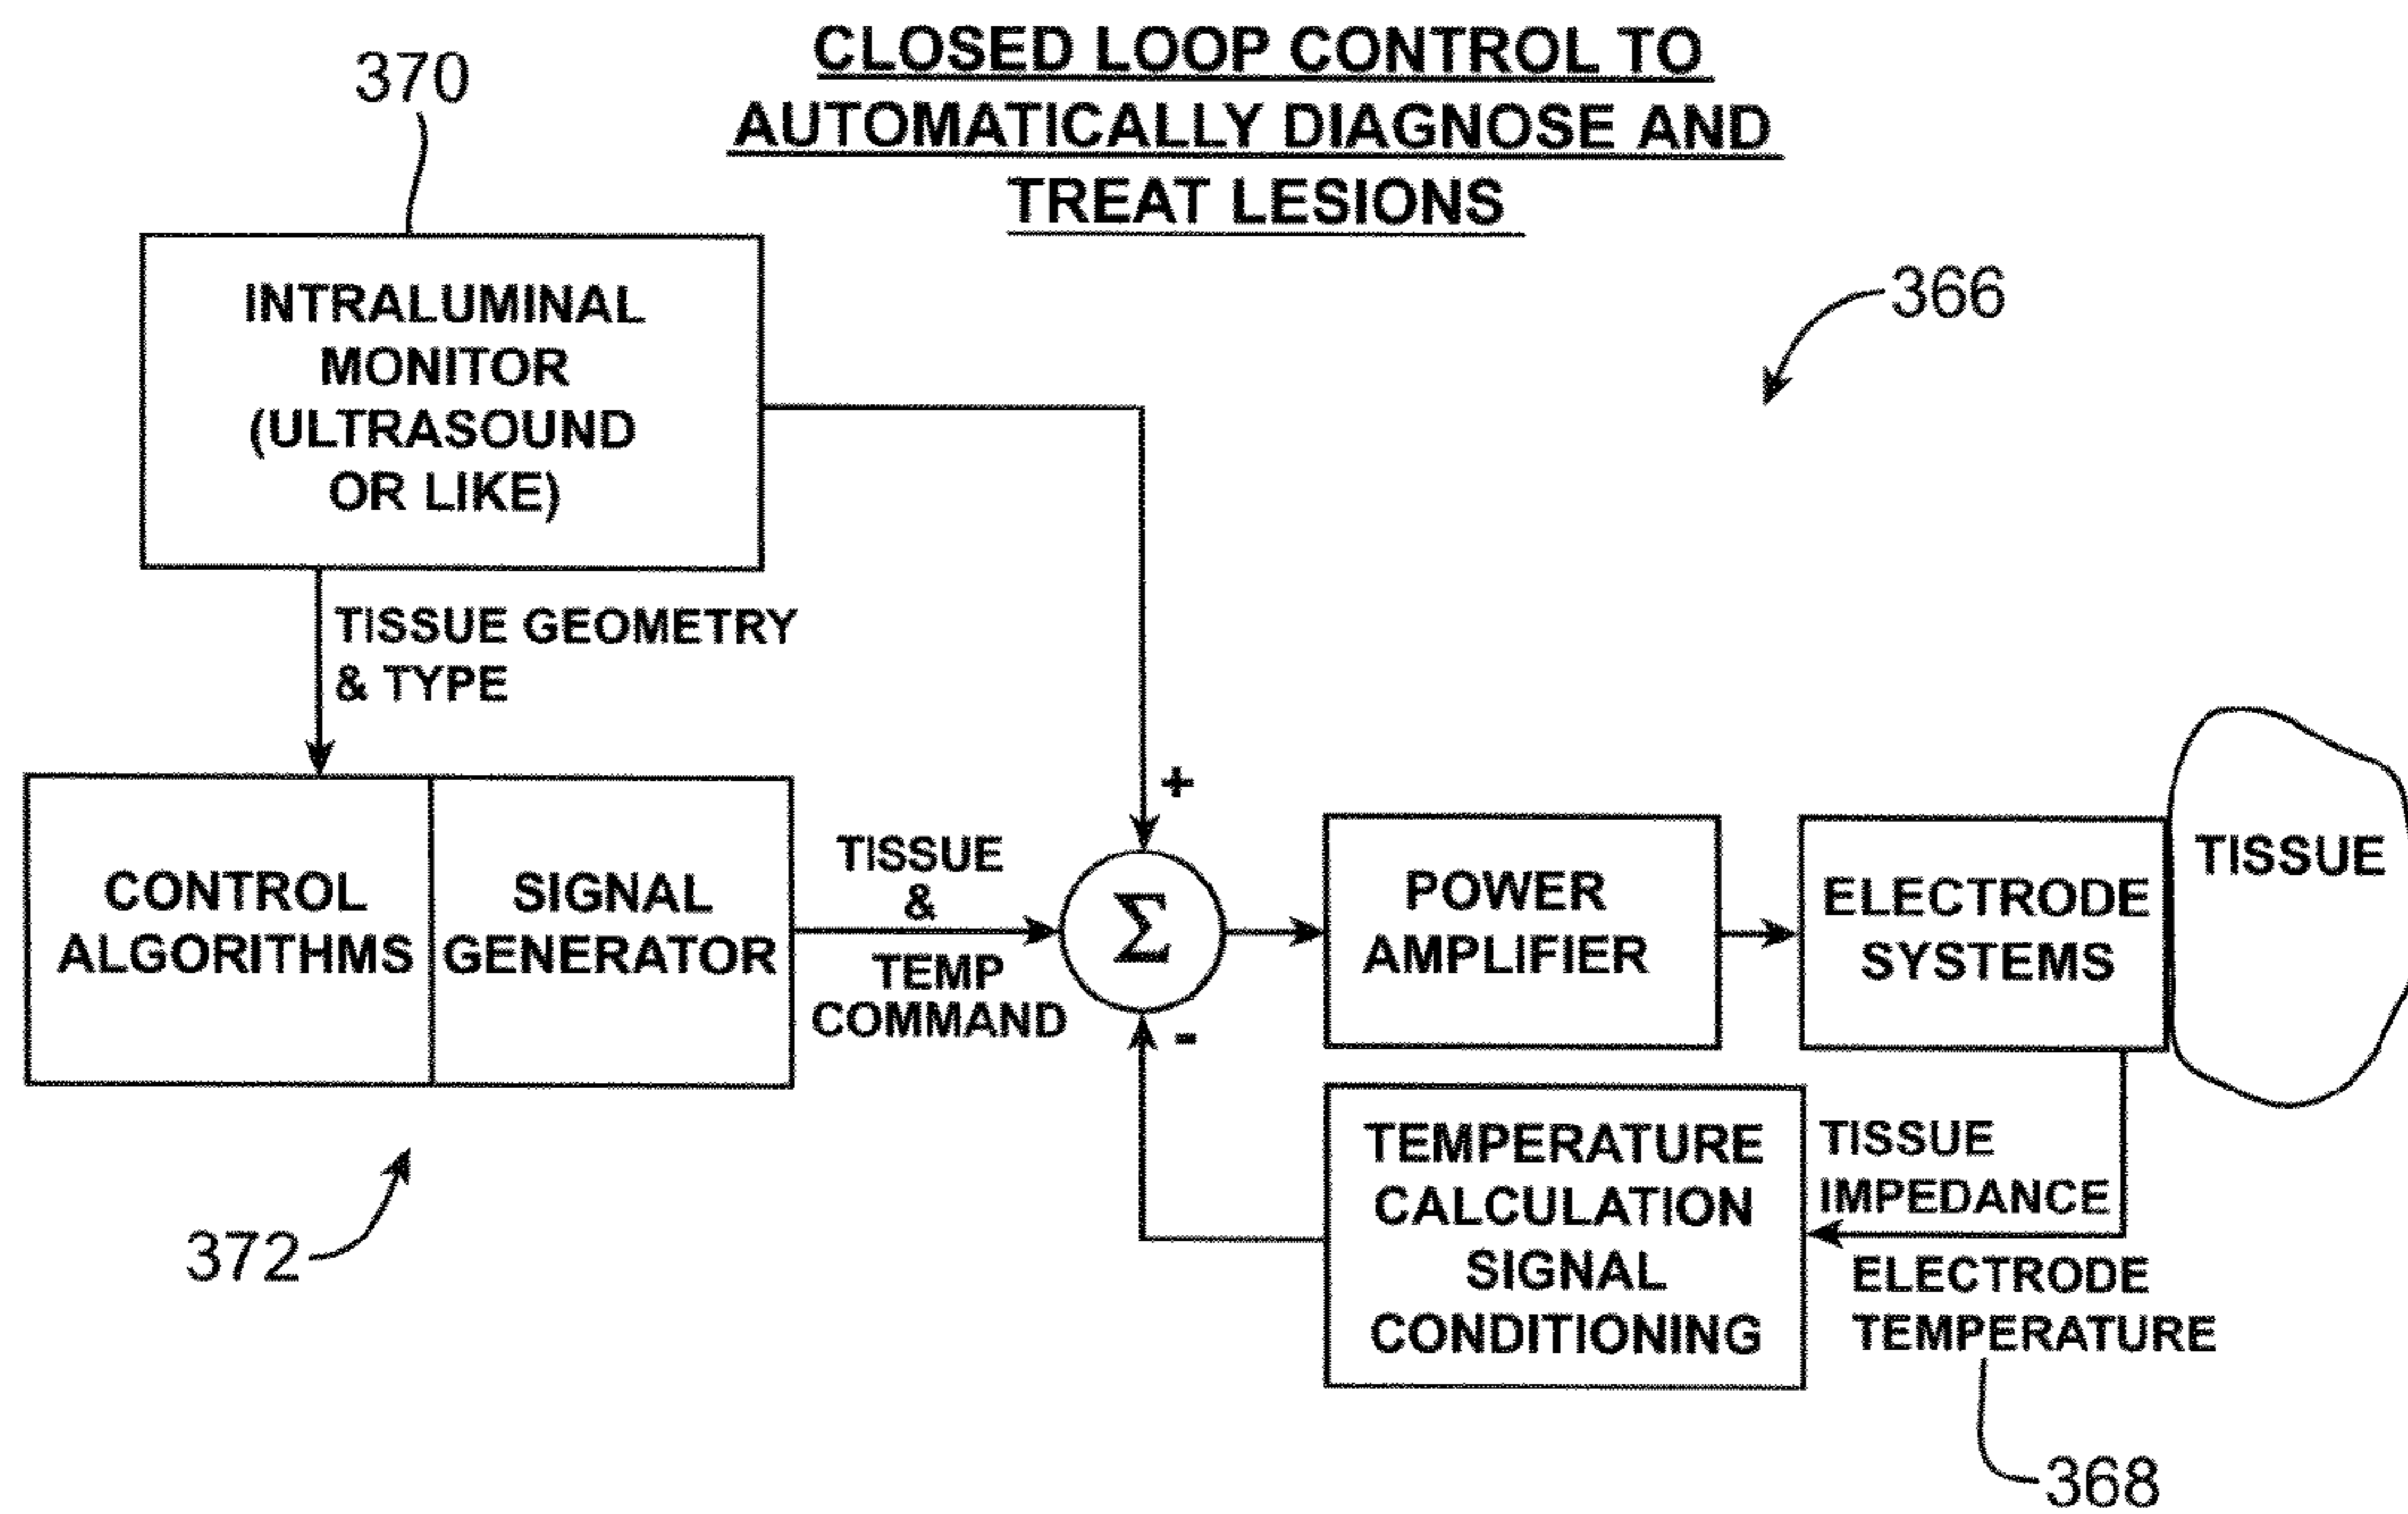 CLOSED LOOP CONTROL TO
AUTOMATICALLY DIAGNOSE AND
TREAT LESIONS
370
366
INTRALUMINAL
MONITOR
(ULTRASOUND
OR LIKE)
TISSUE GEOMETRY
& TYPE
CONTROL
ALGORITHMS
SIGNAL
GENERATOR
372
TISSUE
&
TEMP
COMMAND
+
Σ
-
POWER
AMPLIFIER
ELECTRODE
SYSTEMS
TISSUE
TEMPERATURE
CALCULATION
SIGNAL
CONDITIONING
TISSUE
IMPEDANCE
ELECTRODE
TEMPERATURE
368